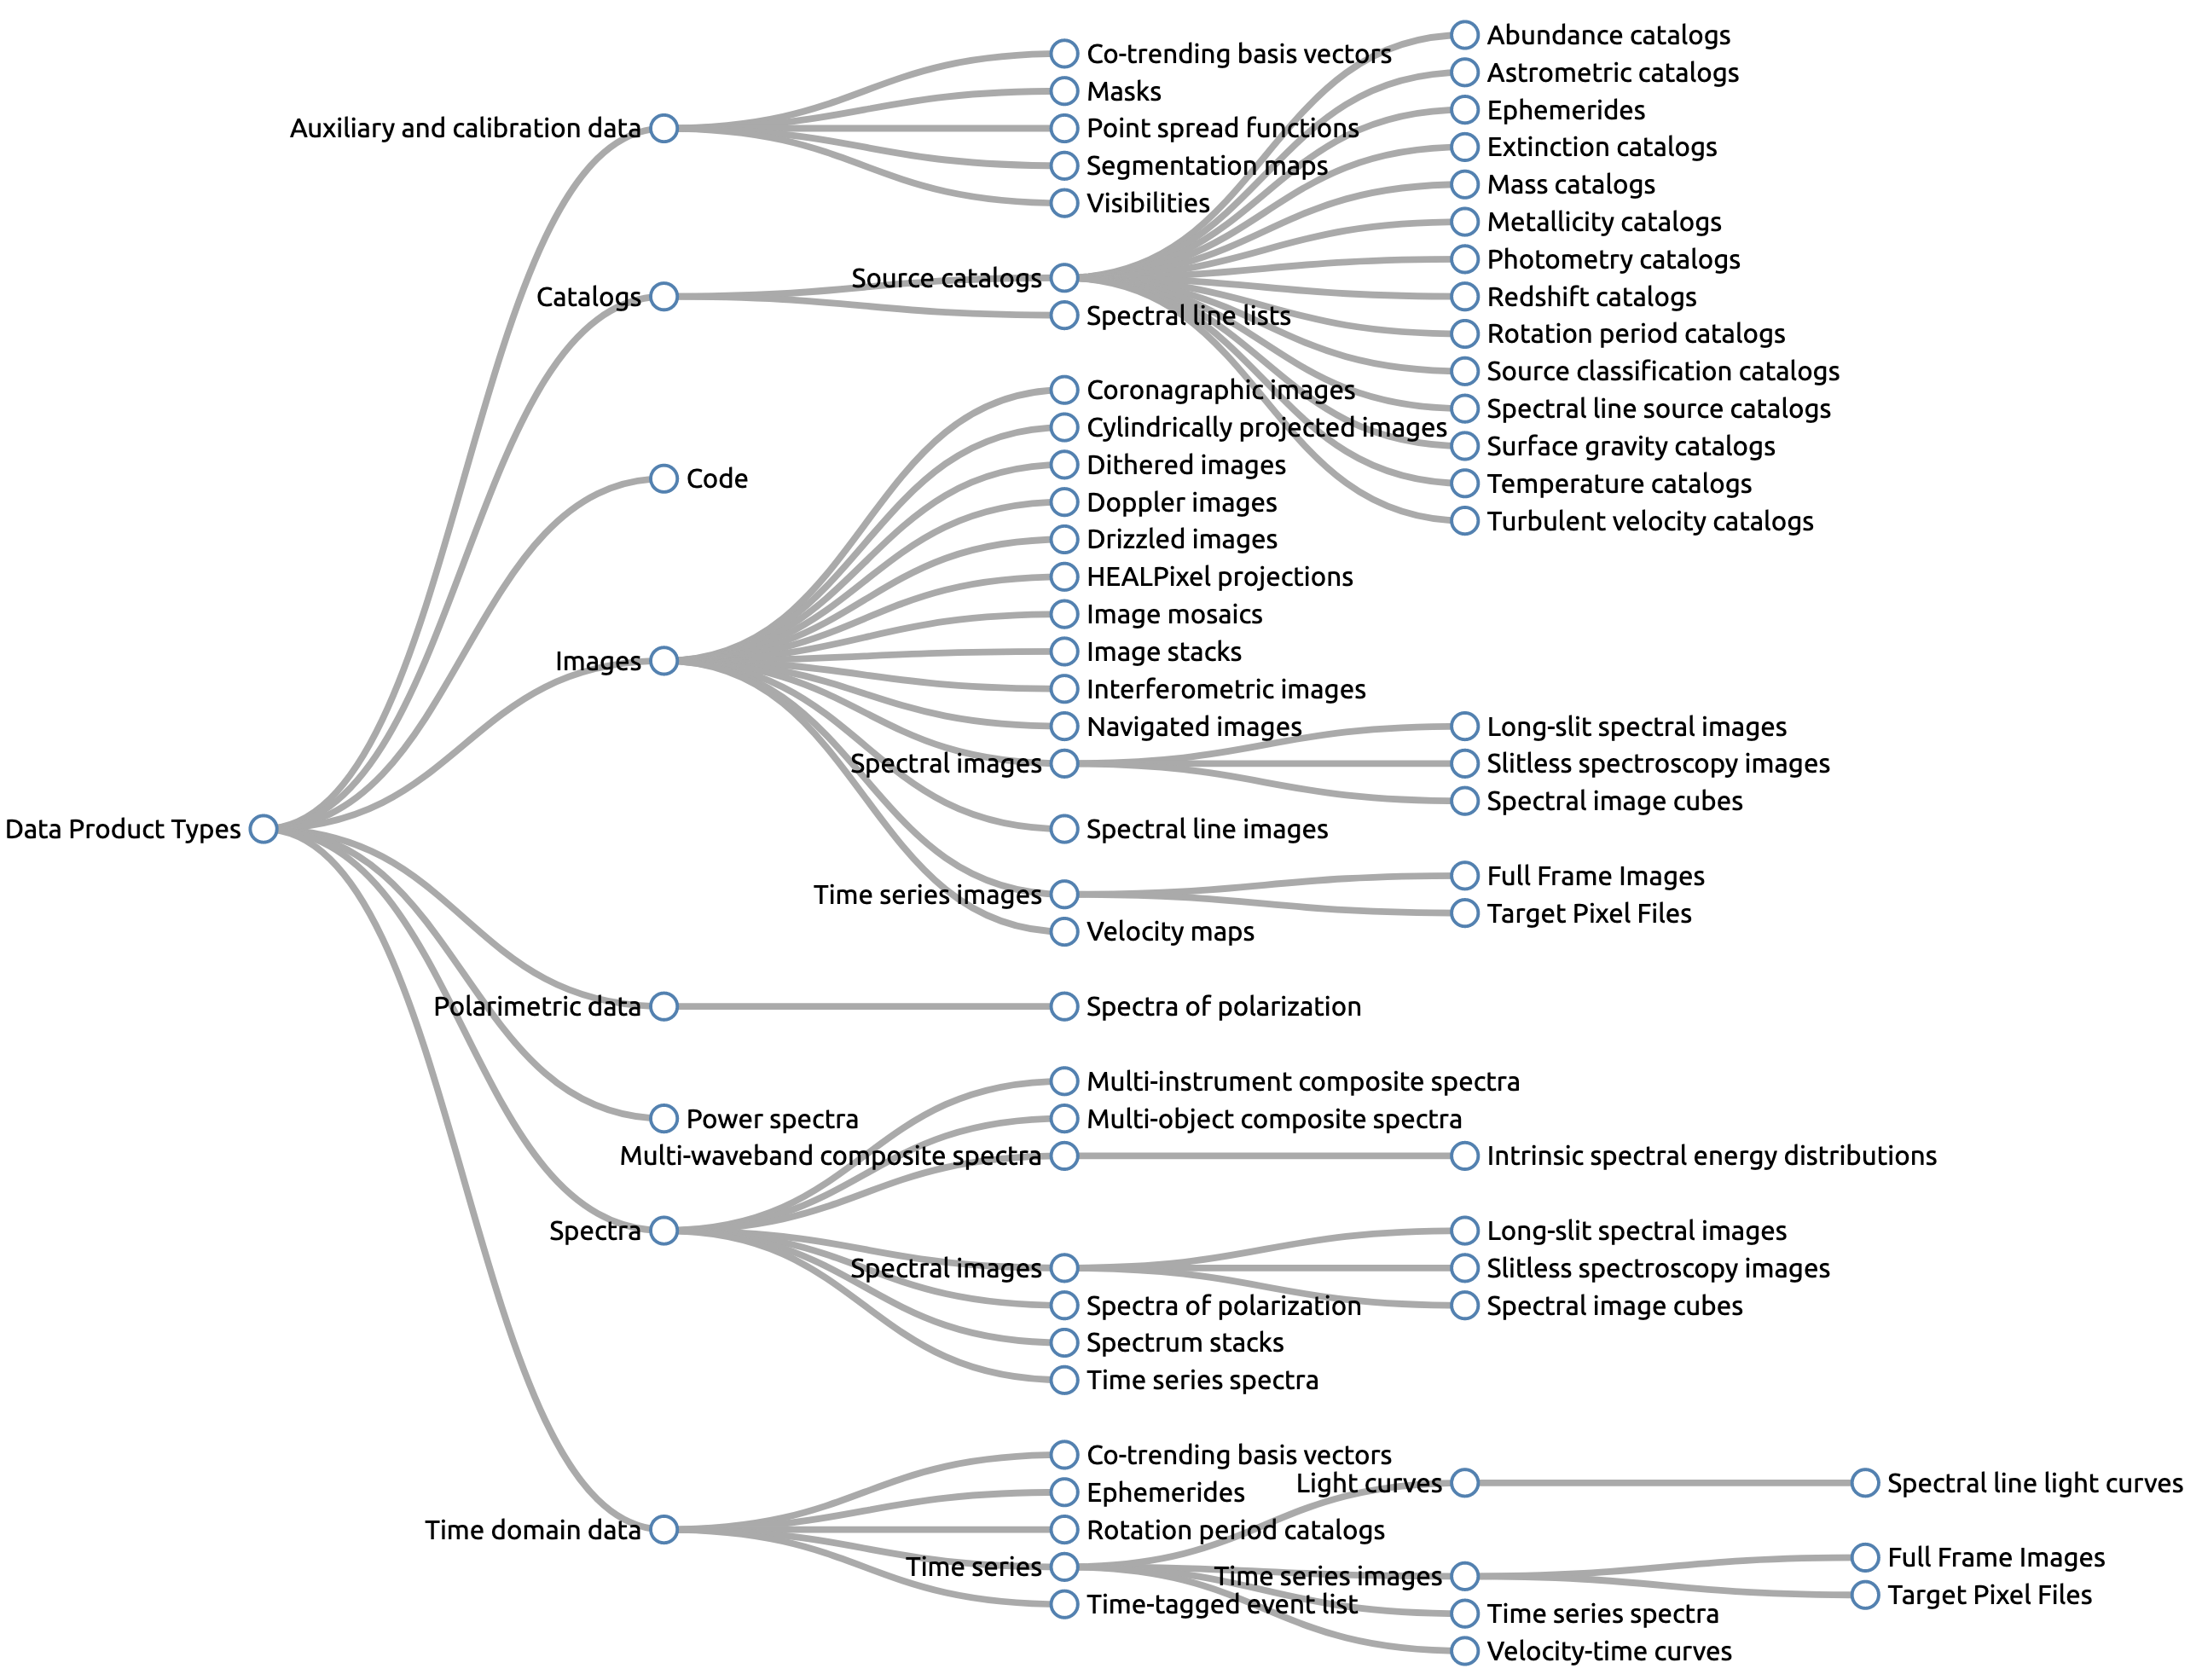 Data Product Types
Auxiliary and calibration data
Co-trending basis vectors
Masks
Point spread functions
Segmentation maps
Visibilities
Catalogs
Source catalogs
Abundance catalogs
Astrometric catalogs
Ephemerides
Extinction catalogs
Mass catalogs
Metallicity catalogs
Photometry catalogs
Redshift catalogs
Rotation period catalogs
Source classification catalogs
Spectral line source catalogs
Surface gravity catalogs
Temperature catalogs
Turbulent velocity catalogs
Spectral line lists
Code
Images
Coronagraphic images
Cylindrically projected images
Dithered images
Doppler images
Drizzled images
HEALPixel projections
Image mosaics
Image stacks
Interferometric images
Navigated images
Spectral images
Long-slit spectral images
Slitless spectroscopy images
Spectral image cubes
Spectral line images
Time series images
Full Frame Images
Target Pixel Files
Velocity maps
Polarimetric data
Spectra of polarization
Power spectra
Spectra
Multi-instrument composite spectra
Multi-object composite spectra
Multi-waveband composite spectra
Intrinsic spectral energy distributions
Spectral images
Long-slit spectral images
Slitless spectroscopy images
Spectral image cubes
Spectra of polarization
Spectrum stacks
Time series spectra
Time domain data
Co-trending basis vectors
Ephemerides
Rotation period catalogs
Time series
Light curves
Spectral line light curves
Time series images
Full Frame Images
Target Pixel Files
Time series spectra
Velocity-time curves
Time-tagged event list